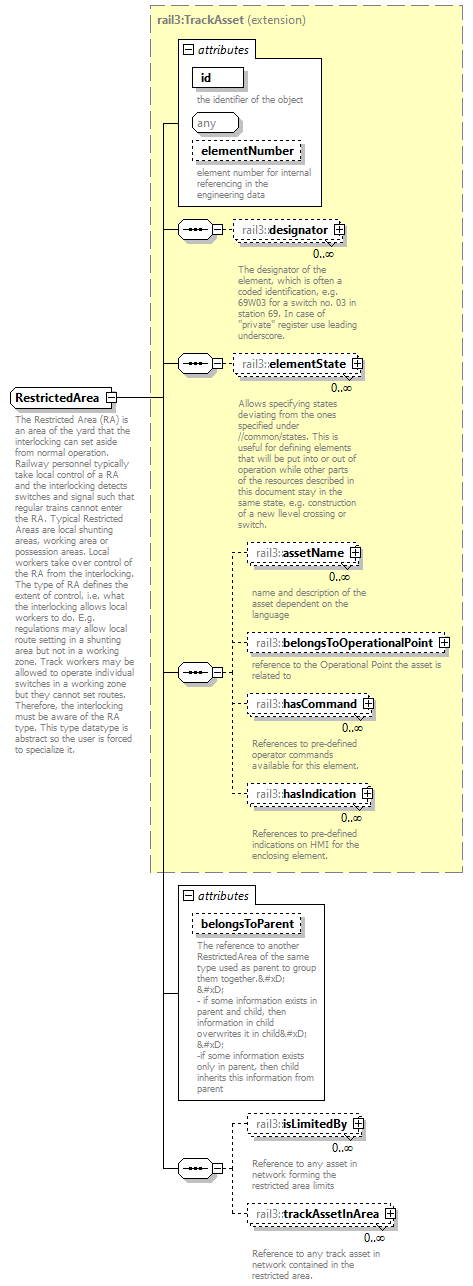 rail3:TrackAsset (extension)
attributes
id
the identifier of the object
any
elementNumber
element number for internal
referencing in the
engineering data
rail3::designator
0..∞
The designator of the
element, which is often a
coded identification, e.g.
69W03 for a switch no. 03 in
station 69. In case of
"private" register use leading
underscore.
rail3::elementState
0..∞
Allows specifying states
deviating from the ones
specified under
//common/states. This is
useful for defining elements
that will be put into or out of
operation while other parts
of the resources described in
this document stay in the
same state, e.g. construction
of a new llevel crossing or
switch.
RestrictedArea
The Restricted Area (RA) is
an area of the yard that the
interlocking can set aside
from normal operation.
Railway personnel typically
take local control of a RA
and the interlocking detects
switches and signal such that
regular trains cannot enter
the RA. Typical Restricted
Areas are local shunting
areas, working area or
possession areas. Local
workers take over control of
the RA from the interlocking.
The type of RA defines the
extent of control, i.e. what
the interlocking allows local
workers to do. E.g.
regulations may allow local
route setting in a shunting
area but not in a working
zone. Track workers may be
allowed to operate individual
switches in a working zone
but they cannot set routes.
Therefore, the interlocking
must be aware of the RA
type. This type datatype is
abstract so the user is forced
to specialize it.
rail3::assetName
0..∞
name and description of the
asset dependent on the
language
rail3::belongsToOperationalPoint
reference to the Operational Point the asset is
related to
rail3::hasCommand
0..∞
References to pre-defined
operator commands
available for this element.
rail3::hasIndication
0..∞
References to pre-defined
indications on HMI for the
enclosing element.
attributes
belongsToParent
The reference to another
RestrictedArea of the same
type used as parent to group
them together.&#xD;
&#xD;
- if some information exists in
parent and child, then
information in child
overwrites it in child&#xD;
&#xD;
-if some information exists
only in parent, then child
inherits this information from
parent
rail3::isLimitedBy
0..∞
Reference to any asset in
network forming the
restricted area limits
rail3::trackAssetInArea
0..∞
Reference to any track asset in
network contained in the
restricted area.